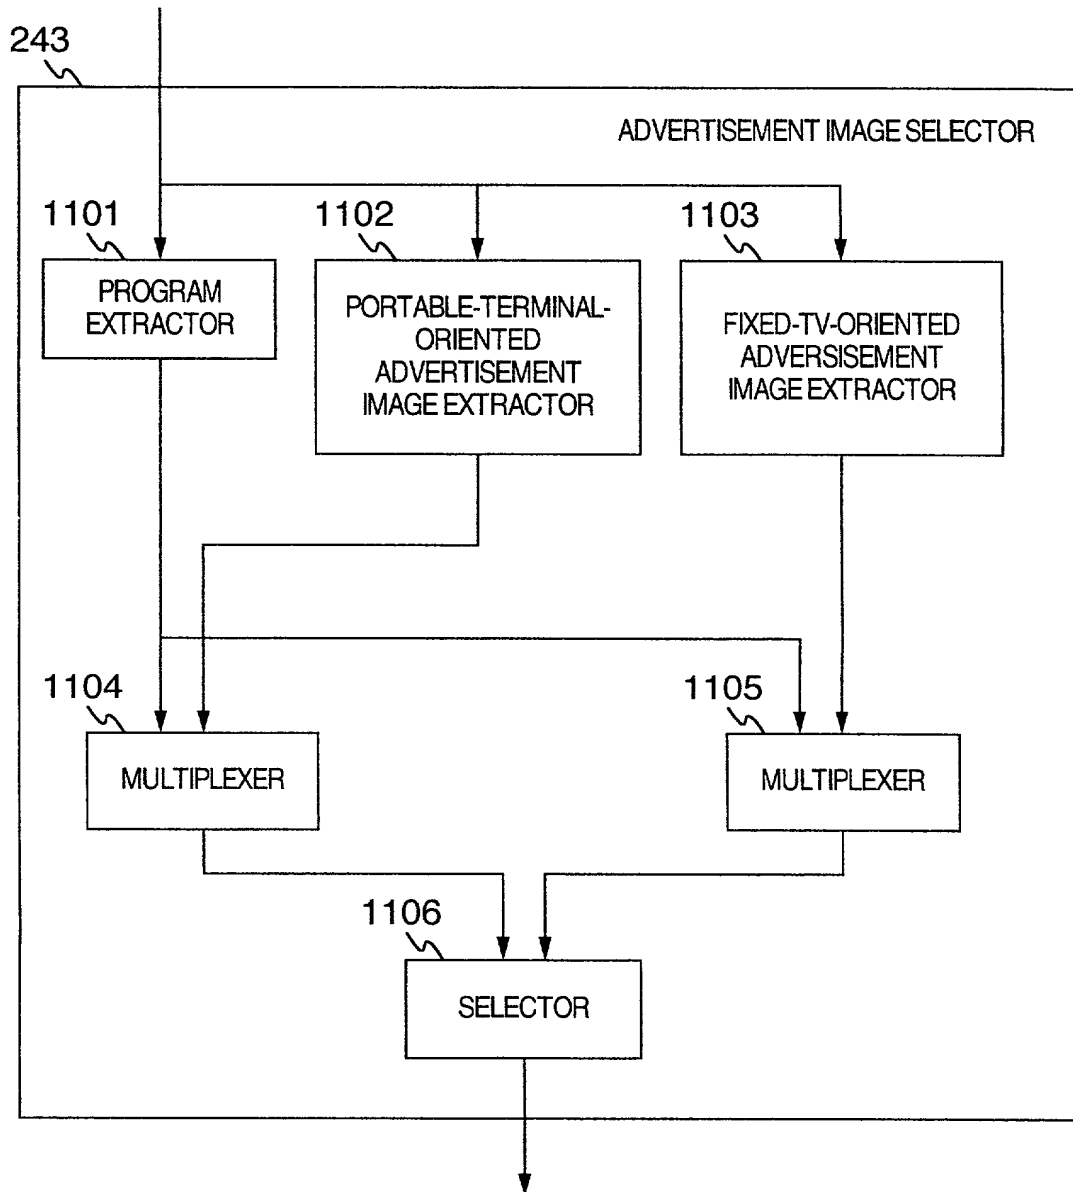 243
ADVERTISEMENT IMAGE SELECTOR
1101
1102
1103
PROGRAM
EXTRACTOR
PORTABLE-TERMINAL-
ORIENTED
ADVERTISEMENT
IMAGE EXTRACTOR
FIXED-TV-ORIENTED
ADVERSISEMENT
IMAGE EXTRACTOR
1104
1105
MULTIPLEXER
MULTIPLEXER
1106
SELECTOR